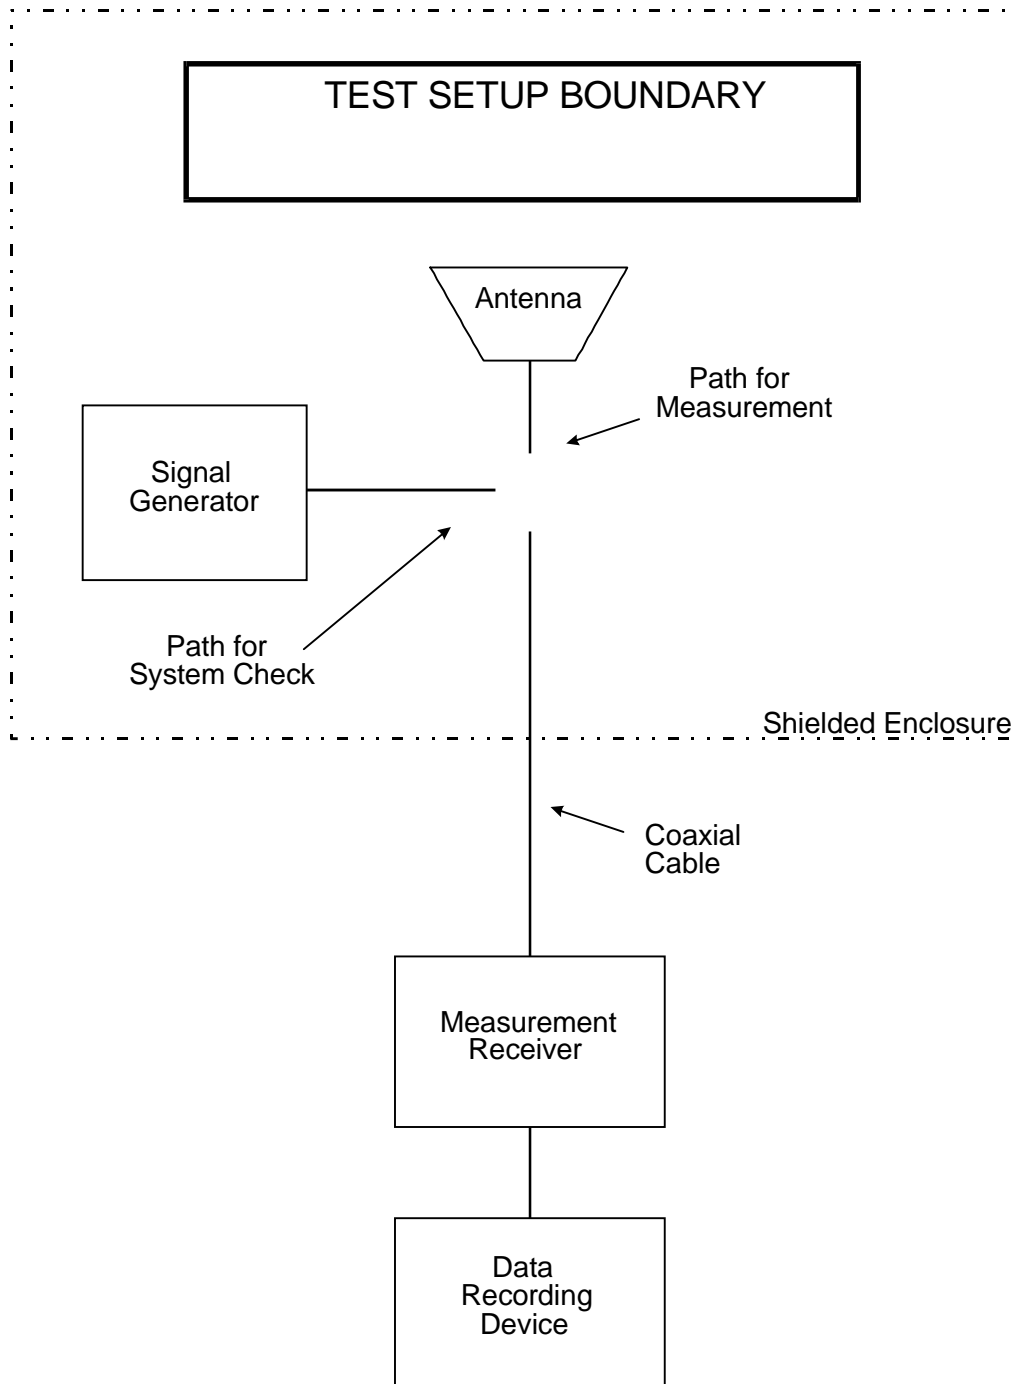 TEST SETUP BOUNDARY
Antenna
Path for
Measurement
Signal
Generator
Path for
System Check
Shielded Enclosure
Coaxial
Cable
Measurement
Receiver
Data
Recording
Device